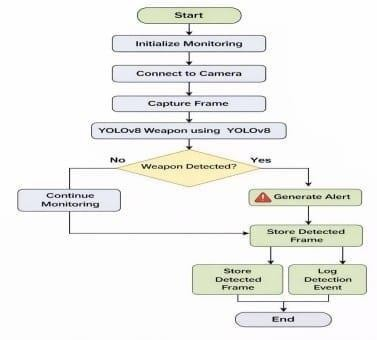 Start
Initialize Monitoring
Connect to Camera
Capture Frame
YOLOv8 Weapon using YOLOv8
No
Weapon Detected?
Yes
Continue
Monitoring
Generate Alert
Store Detected
Frame
Store
Detected
Frame
Log
Detection
Event
End